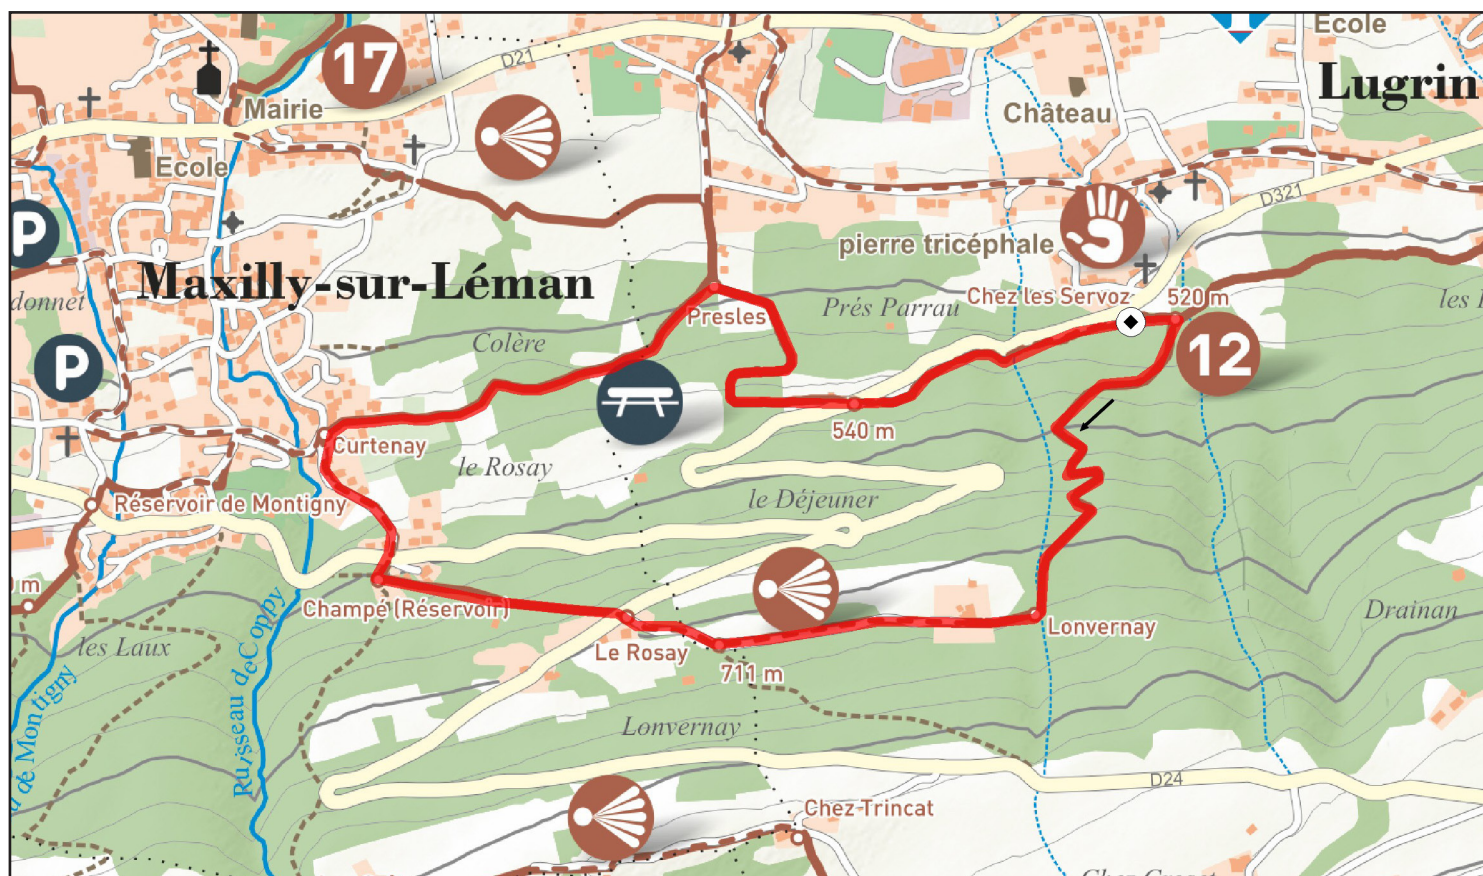 Ecole
17
D21
Lugrin
Mairie
Château
Ecole
D321
P
pierre tricéphale
Maxilly-sur-Léman
donnet
Chez les Servoz
520 m
les
Prés Parrau
Presles
Colère
12
P
540 m
Curtenay
le Rosay
le Déjeuner
Réservoir de Montigny
m
Champé (Réservoir)
Drainan
Lonvernay
les Laux
Le Rosay
711 m
de Montigny
Ruisseau de Coppy
Lonvernay
D24
Chez Trincat